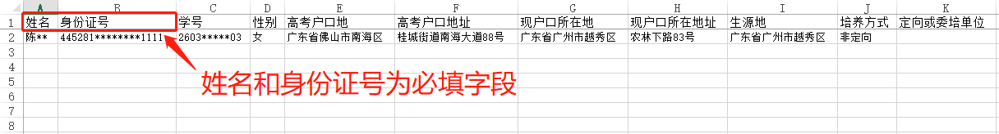 A B C D E F G H I J K
1 姓名 身份证号 学号 性别 高考户口地 高考户口地址 现户口所在地 现户口所在地址 生源地 培养方式 定向或委培单位
2 陈** 445281********1111 2603*****03 女 广东省佛山市南海区 桂城街道南海大道88号 广东省广州市越秀区 农林下路83号 广东省广州市越秀区 非定向
3
4
5
姓名和身份证号为必填字段
6
7
8